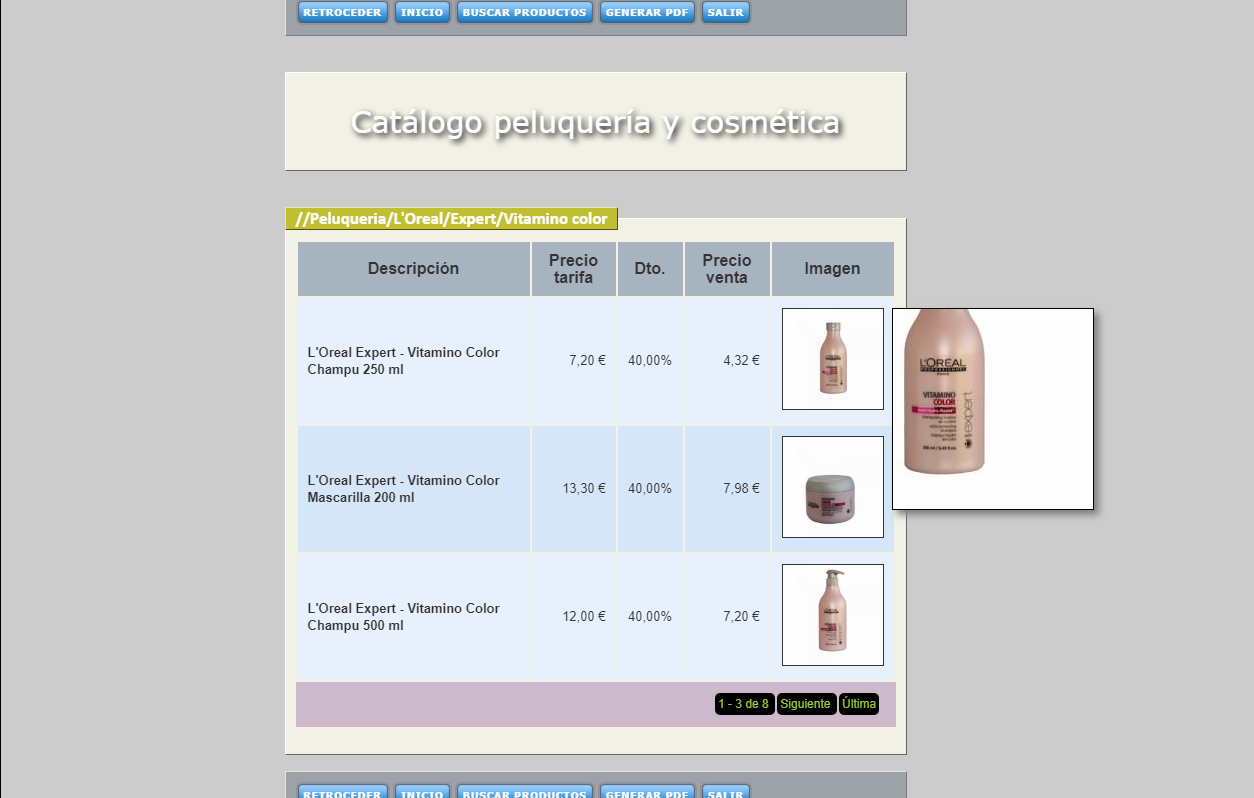 RETROCEDER INICIO BUSCAR PRODUCTOS GENERAR PDF SALIR
Catálogo peluquería y cosmética
//Peluqueria/L'Oreal/Expert/Vitamino color
Descripción Precio tarifa Dto. Precio venta Imagen
L'Oreal Expert - Vitamino Color
Champu 250 ml
7,20 € 40,00% 4,32 €
L'ORÉAL
PROFESSIONNEL
PARIS
VITAMINO
COLOR
expert
L'Oreal Expert - Vitamino Color
Mascarilla 200 ml
13,30 € 40,00% 7,98 €
L'Oreal Expert - Vitamino Color
Champu 500 ml
12,00 € 40,00% 7,20 €
1 - 3 de 8 Siguiente Última
RETROCEDER INICIO BUSCAR PRODUCTOS GENERAR PDF SALIR